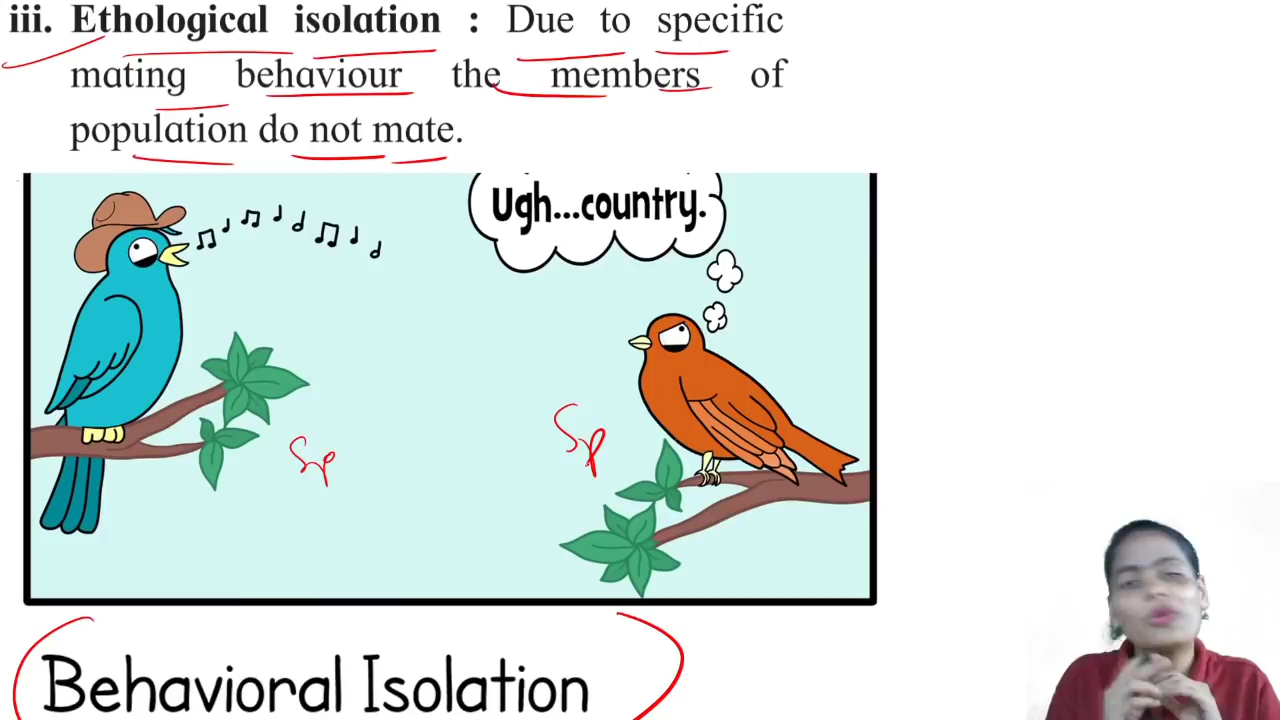 iii. Ethological isolation : Due to specific
mating behaviour the members of
population do not mate.
Ugh...country.
Sp
Sp
Behavioral Isolation